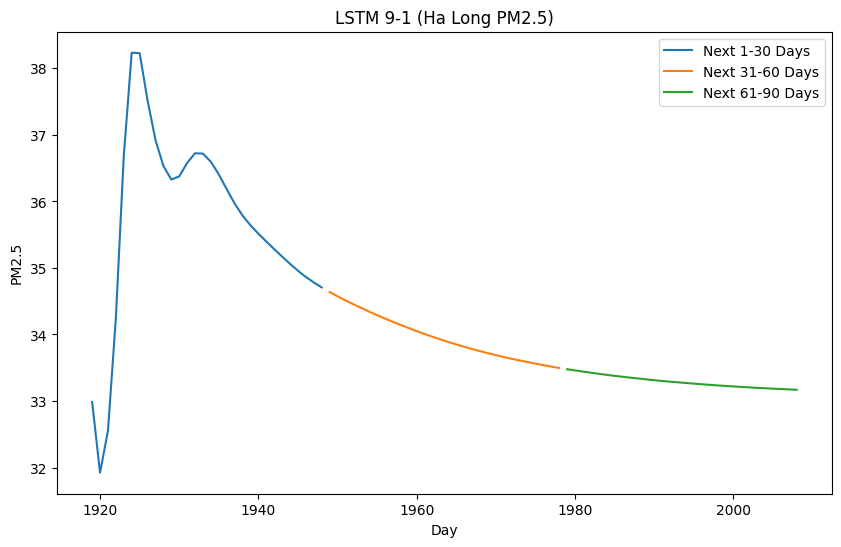 LSTM 9-1 (Ha Long PM2.5)
Next 1-30 Days
Next 31-60 Days
Next 61-90 Days
PM2.5
38
37
36
35
34
33
32
1920
1940
1960
1980
2000
Day